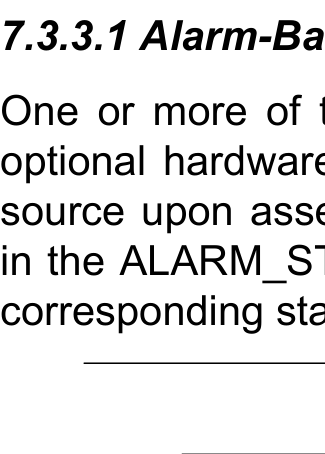 7.3.3.1 Alarm-Ba
One or more of t
optional hardware
source upon asse
in the ALARM_ST
corresponding sta